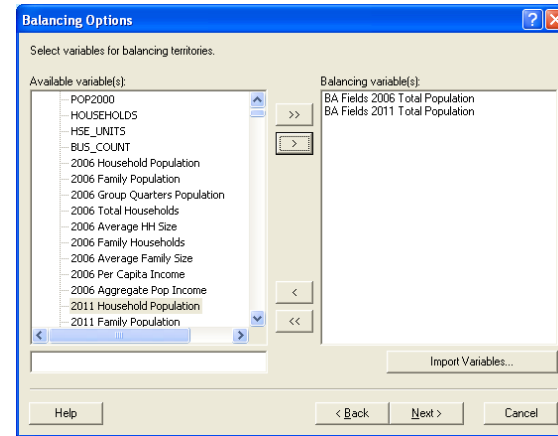 Balancing Options
Select variables for balancing territories.
Available variable(s):
POP2000
HOUSEHOLDS
HSE_UNITS
BUS_COUNT
2006 Household Population
2006 Family Population
2006 Group Quarters Population
2006 Total Households
2006 Average HH Size
2006 Family Households
2006 Average Family Size
2006 Per Capita Income
2006 Aggregate Pop Income
2011 Household Population
2011 Family Population
>>
>
<
<<
Balancing variable(s):
BA Fields 2006 Total Population
BA Fields 2011 Total Population
Import Variables...
Help
< Back
Next >
Cancel